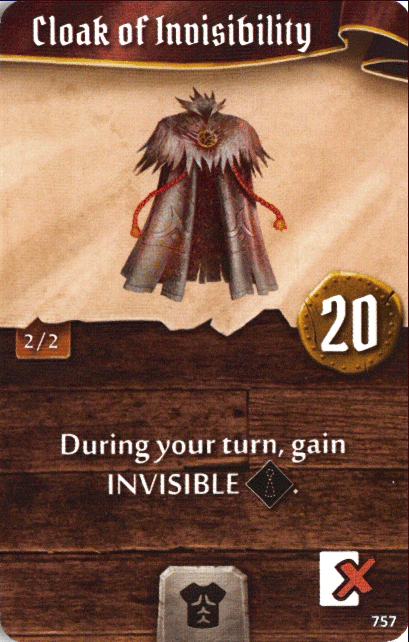 Cloak of Invisibility
20
2/2
During your turn, gain
INVISIBLE .
757